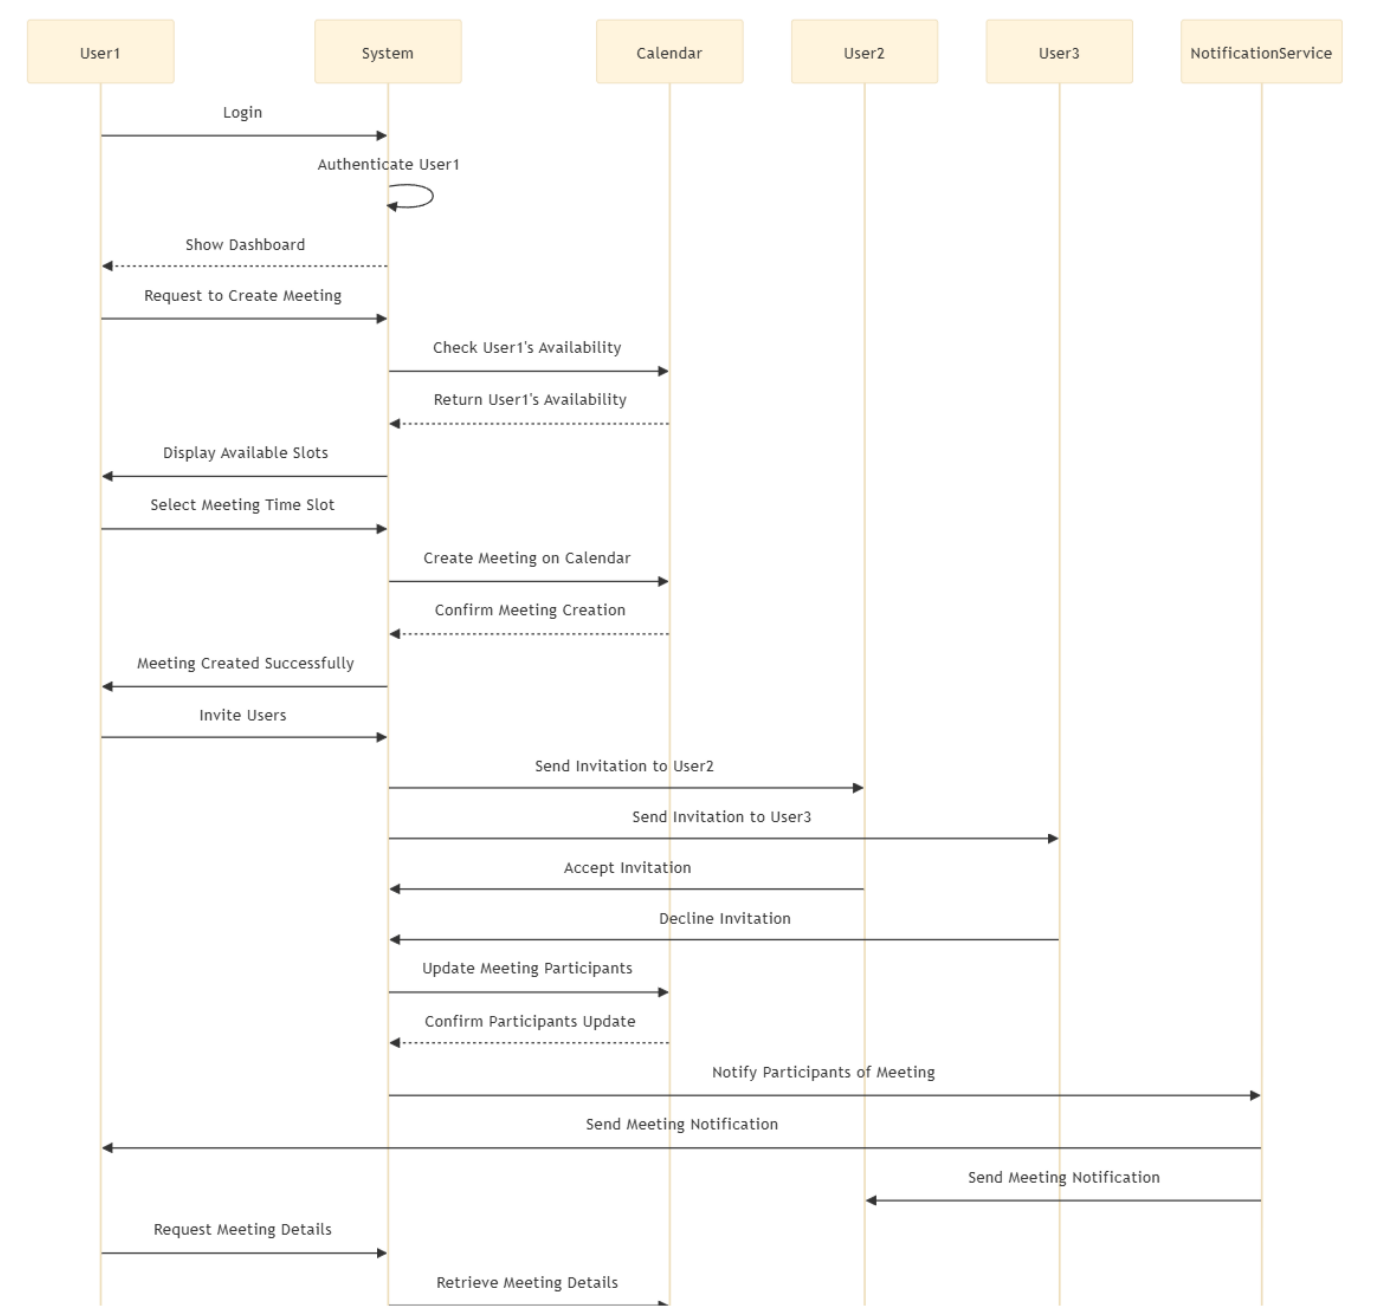 User1
System
Calendar
User2
User3
NotificationService
Login
Authenticate User1
Show Dashboard
Request to Create Meeting
Check User1's Availability
Return User1's Availability
Display Available Slots
Select Meeting Time Slot
Create Meeting on Calendar
Confirm Meeting Creation
Meeting Created Successfully
Invite Users
Send Invitation to User2
Send Invitation to User3
Accept Invitation
Decline Invitation
Update Meeting Participants
Confirm Participants Update
Notify Participants of Meeting
Send Meeting Notification
Send Meeting Notification
Request Meeting Details
Retrieve Meeting Details